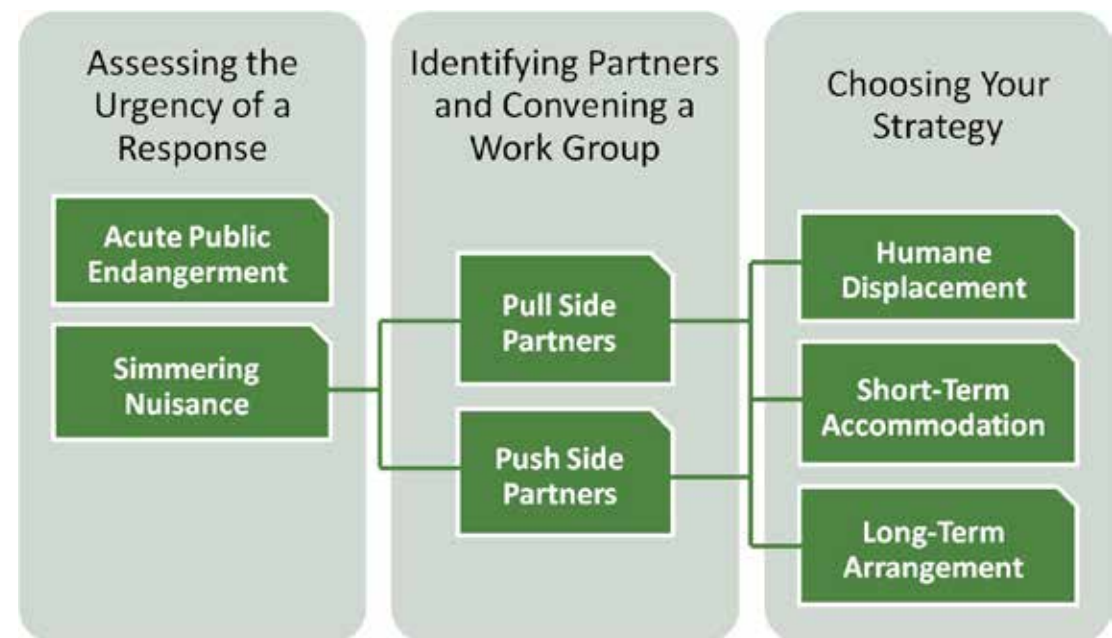 Assessing the
Urgency of a
Response
Acute Public
Endangerment
Simmering
Nuisance
Identifying Partners
and Convening a
Work Group
Pull Side
Partners
Push Side
Partners
Choosing Your
Strategy
Humane
Displacement
Short-Term
Accommodation
Long-Term
Arrangement